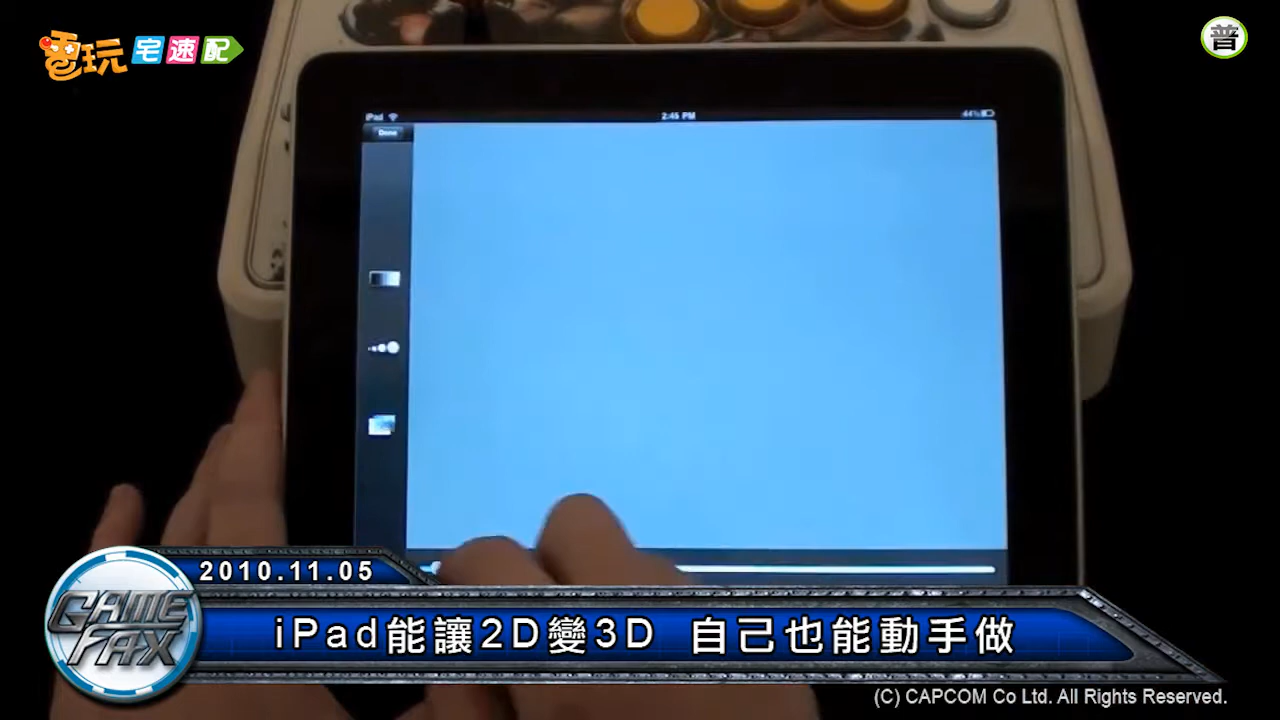 電玩宅速配
普
iPad
2:45 PM
44%
Done
2010.11.05
GAME FAX
iPad能讓2D變3D 自己也能動手做
(C) CAPCOM Co Ltd. All Rights Reserved.